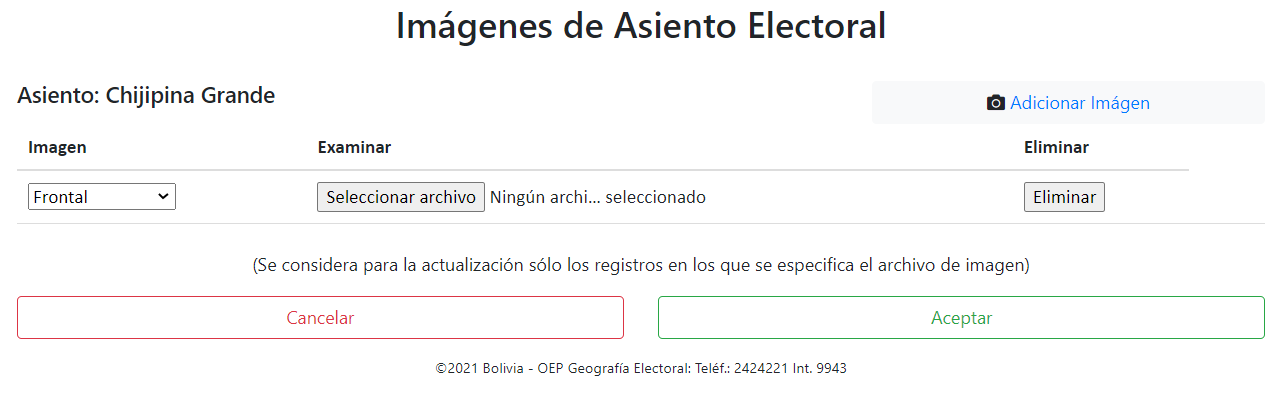 Imágenes de Asiento Electoral
Asiento: Chijipina Grande
Adicionar Imágen
Imagen Examinar Eliminar
Frontal Seleccionar archivo Ningún archi... seleccionado Eliminar
(Se considera para la actualización sólo los registros en los que se especifica el archivo de imagen)
Cancelar Aceptar
©2021 Bolivia - OEP Geografía Electoral: Teléf.: 2424221 Int. 9943